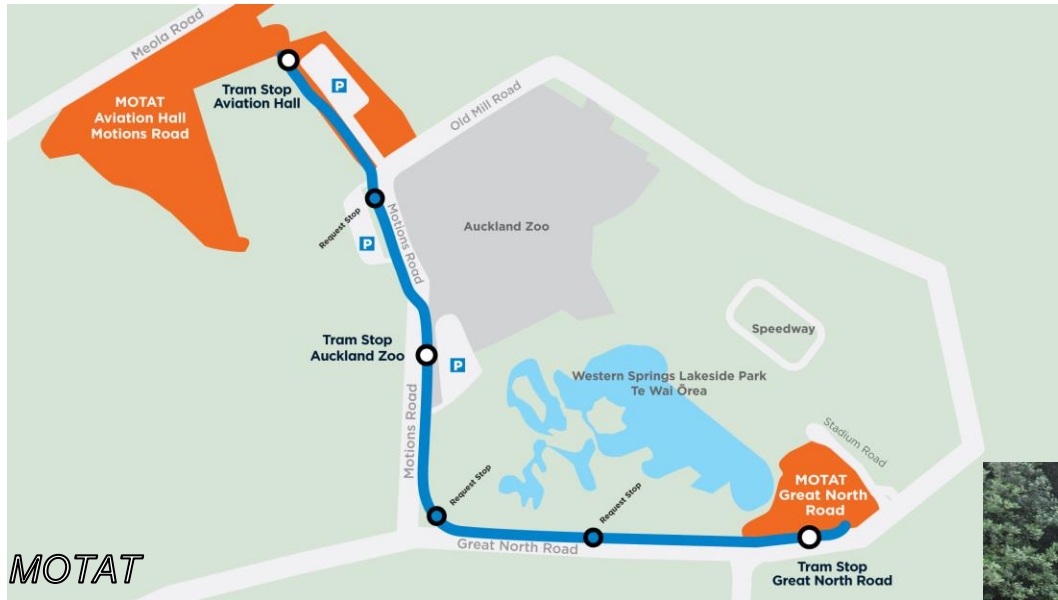 Meola Road
Tram Stop
Aviation Hall
P
MOTAT
Aviation Hall
Motions Road
Old Mill Road
Request Stop
P
Motions Road
Auckland Zoo
Tram Stop
Auckland Zoo
P
Speedway
Western Springs Lakeside Park
Te Wai Ōrea
Motions Road
Stadium Road
Request Stop
Request Stop
MOTAT
Great North
Road
Great North Road
Tram Stop
Great North Road
MOTAT